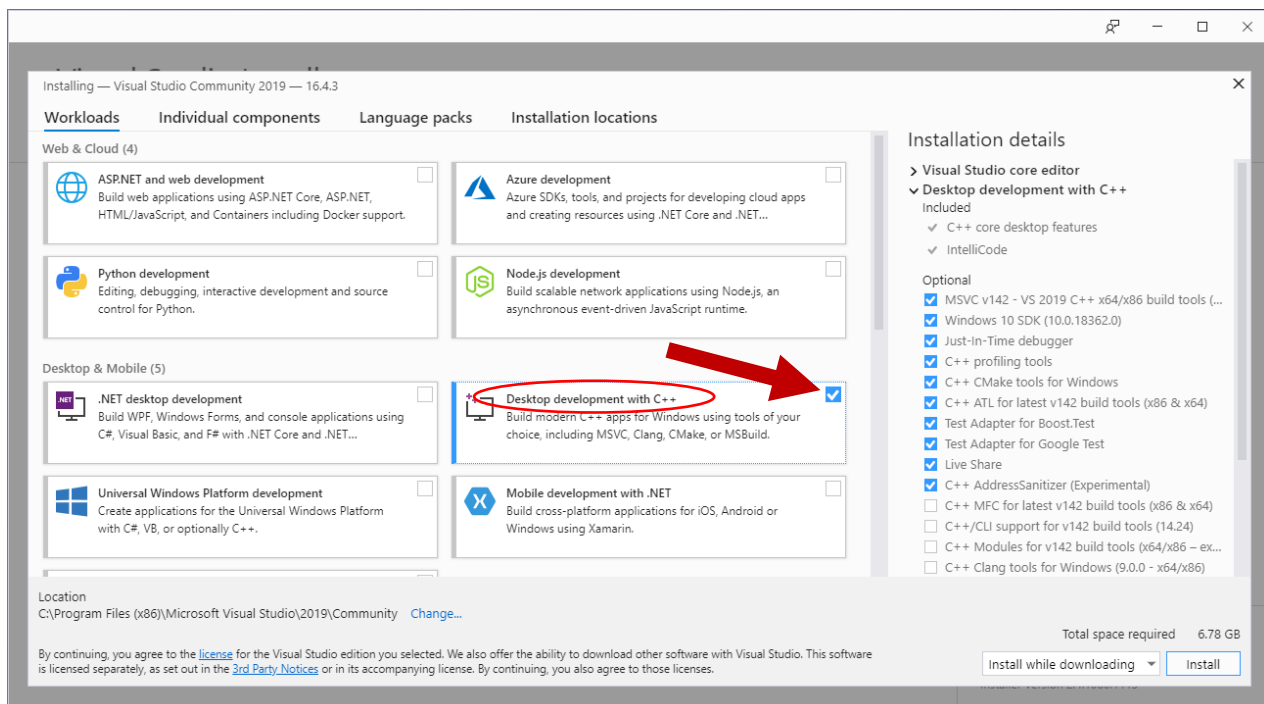 Installing — Visual Studio Community 2019 — 16.4.3
Workloads
Individual components
Language packs
Installation locations
Web & Cloud (4)
ASP.NET and web development
Build web applications using ASP.NET Core, ASP.NET,
HTML/JavaScript, and Containers including Docker support.
Azure development
Azure SDKs, tools, and projects for developing cloud apps
and creating resources using .NET Core and .NET...
Python development
Editing, debugging, interactive development and source
control for Python.
JS
Node.js development
Build scalable network applications using Node.js, an
asynchronous event-driven JavaScript runtime.
Desktop & Mobile (5)
.NET
.NET desktop development
Build WPF, Windows Forms, and console applications using
C#, Visual Basic, and F# with .NET Core and .NET...
Desktop development with C++
Build modern C++ apps for Windows using tools of your
choice, including MSVC, Clang, CMake, or MSBuild.
Universal Windows Platform development
Create applications for the Universal Windows Platform
with C#, VB, or optionally C++.
Mobile development with .NET
Build cross-platform applications for iOS, Android or
Windows using Xamarin.
Installation details
Visual Studio core editor
Desktop development with C++
Included
C++ core desktop features
IntelliCode
Optional
MSVC v142 - VS 2019 C++ x64/x86 build tools (...
Windows 10 SDK (10.0.18362.0)
Just-In-Time debugger
C++ profiling tools
C++ CMake tools for Windows
C++ ATL for latest v142 build tools (x86 & x64)
Test Adapter for Boost.Test
Test Adapter for Google Test
Live Share
C++ AddressSanitizer (Experimental)
C++ MFC for latest v142 build tools (x86 & x64)
C++/CLI support for v142 build tools (14.24)
C++ Modules for v142 build tools (x64/x86 – ex...
C++ Clang tools for Windows (9.0.0 - x64/x86)
Location
C:\Program Files (x86)\Microsoft Visual Studio\2019\Community Change...
Total space required 6.78 GB
By continuing, you agree to the license for the Visual Studio edition you selected. We also offer the ability to download other software with Visual Studio. This software
is licensed separately, as set out in the 3rd Party Notices or in its accompanying license. By continuing, you also agree to those licenses.
Install while downloading
Install